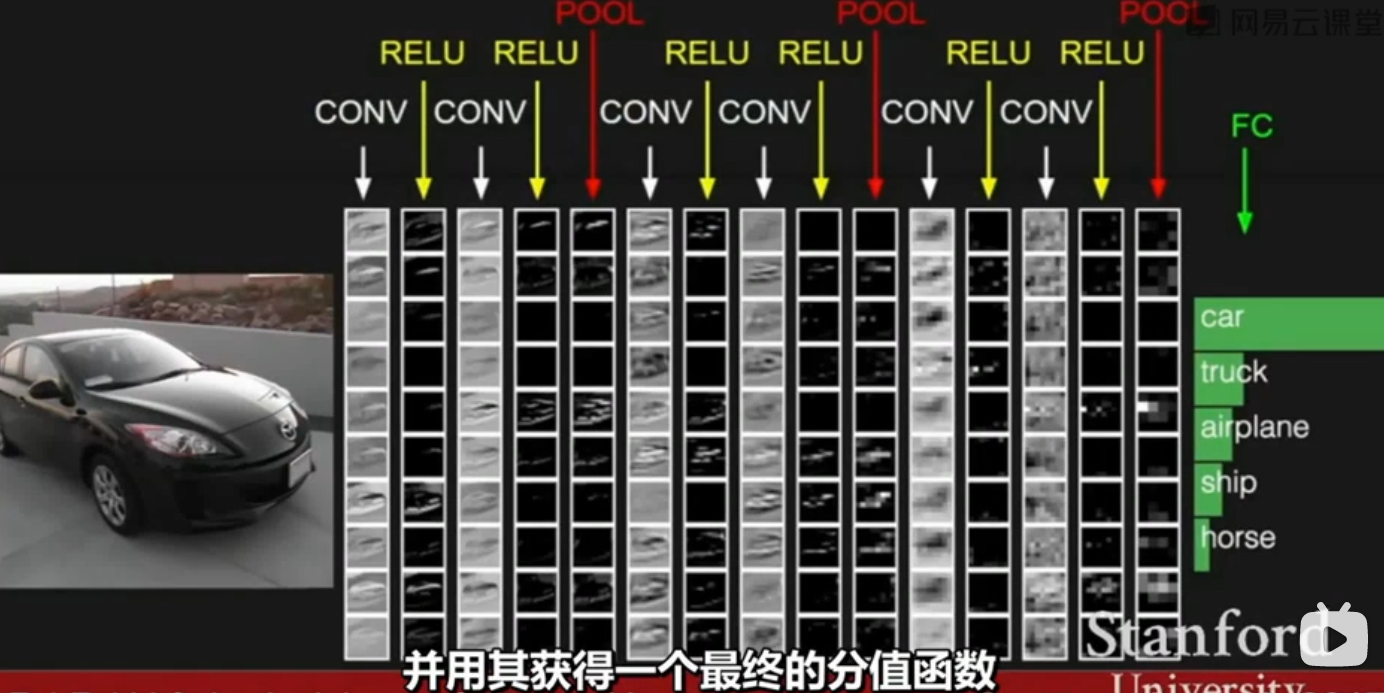 POOL POOL POOL
网易云课堂
RELU RELU RELU RELU RELU RELU
CONV CONV CONV CONV CONV CONV
FC
car
truck
airplane
ship
horse
Stanford
University
并用其获得一个最终的分值函数